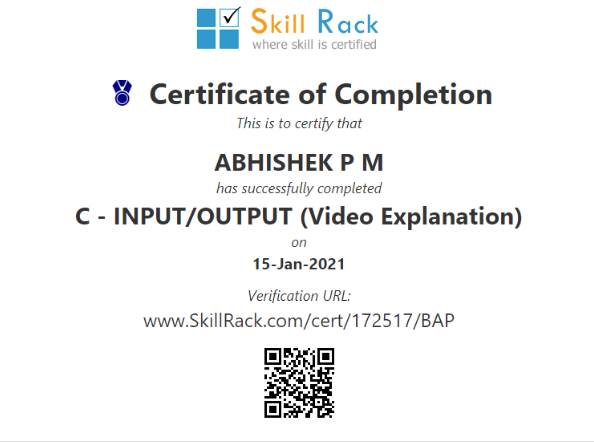 Skill Rack
where skill is certified
Certificate of Completion
This is to certify that
ABHISHEK P M
has successfully completed
C - INPUT/OUTPUT (Video Explanation)
on
15-Jan-2021
Verification URL:
www.SkillRack.com/cert/172517/BAP